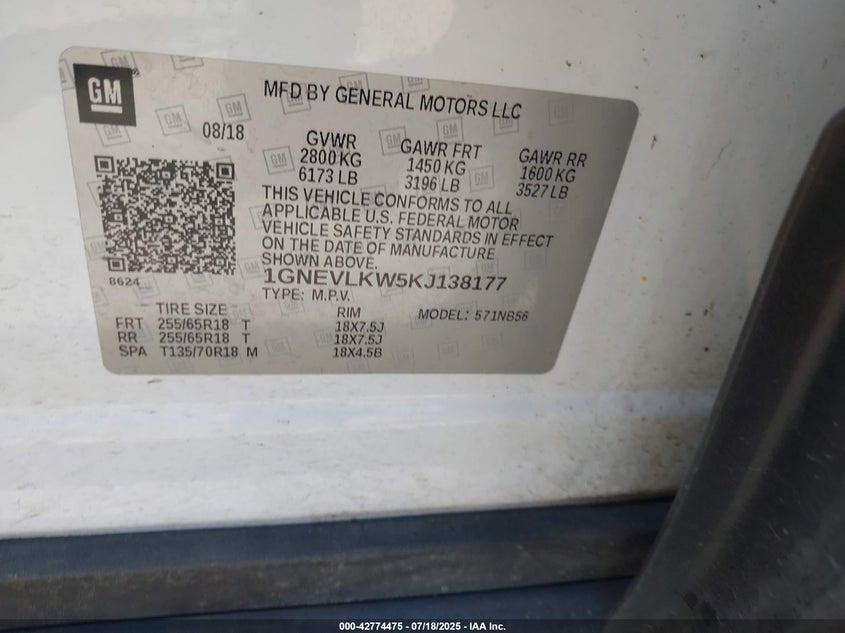 GM
MFD BY GENERAL MOTORS LLC
08/18
GVWR GAWR FRT GAWR RR
2800 KG 1450 KG 1600 KG
6173 LB 3196 LB 3527 LB
THIS VEHICLE CONFORMS TO ALL
APPLICABLE U.S. FEDERAL MOTOR
VEHICLE SAFETY STANDARDS IN EFFECT
ON THE DATE OF MANUFACTURE
SHOWN ABOVE.
8624
1GNEVLKW5KJ138177
TYPE: M.P.V.
TIRE SIZE RIM MODEL: 571NB56
FRT 255/65R18 T 18X7.5J
RR 255/65R18 T 18X7.5J
SPA T135/70R18 M 18X4.5B
000-42774475 - 07/18/2025 - IAA Inc.